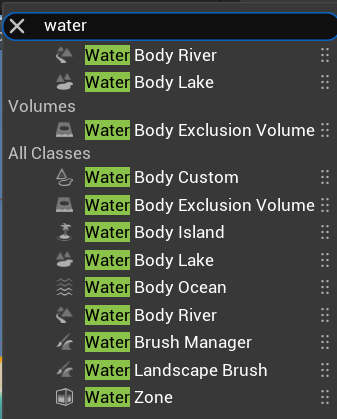 water
Water Body River
Water Body Lake
Volumes
Water Body Exclusion Volume
All Classes
Water Body Custom
Water Body Exclusion Volume
Water Body Island
Water Body Lake
Water Body Ocean
Water Body River
Water Brush Manager
Water Landscape Brush
Water Zone